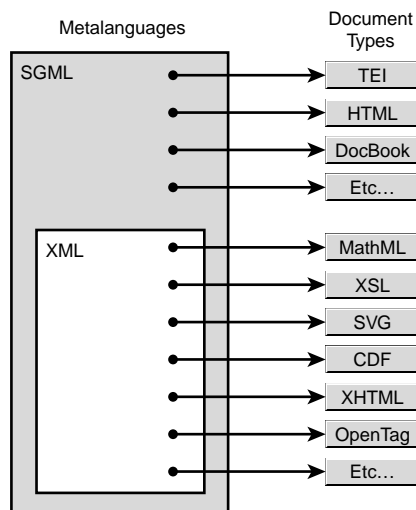 Metalanguages
Document
Types
SGML
TEI
HTML
DocBook
Etc…
XML
MathML
XSL
SVG
CDF
XHTML
OpenTag
Etc…